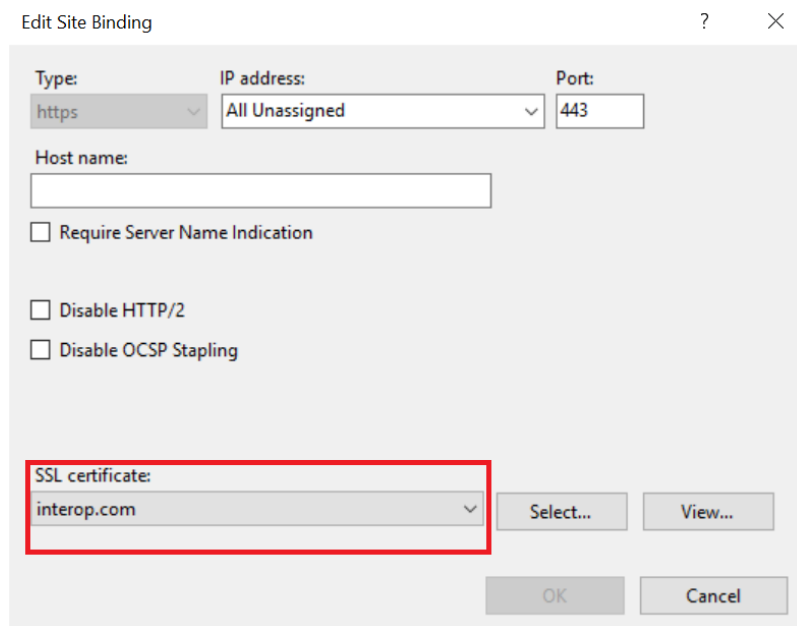 Edit Site Binding ? ×
Type: IP address: Port:
https All Unassigned 443
Host name:
Require Server Name Indication
Disable HTTP/2
Disable OCSP Stapling
SSL certificate:
interop.com Select... View...
OK Cancel